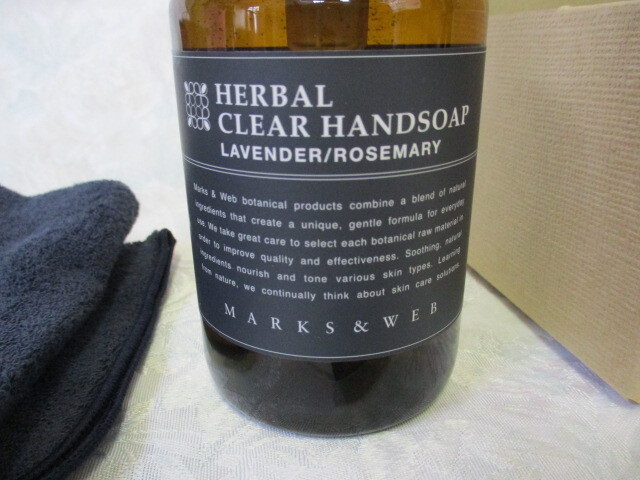 HERBAL
CLEAR HANDSOAP
LAVENDER/ROSEMARY
Marks & Web botanical products combine a blend of natural
ingredients that create a unique, gentle formula for everyday
use. We take great care to select each botanical raw material in
order to improve quality and effectiveness. Soothing, natural
ingredients nourish and tone various skin types. Learning
from nature, we continually think about skin care solutions.
MARKS & WEB